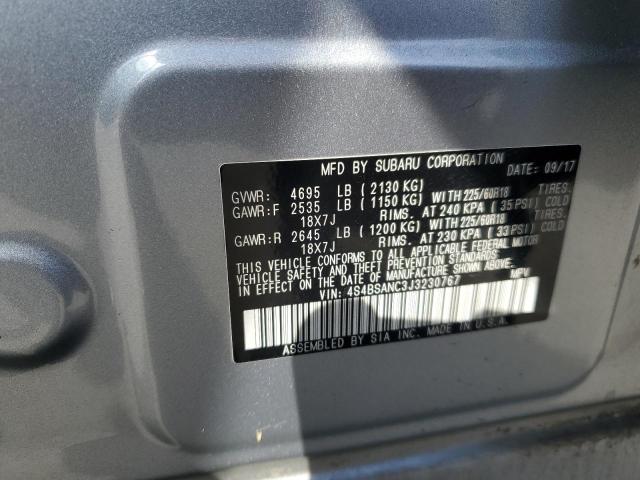 MFD BY SUBARU CORPORATION DATE: 09/17
GVWR: 4695 LB (2130 KG)
GAWR:F 2535 LB (1150 KG) WITH 225/60R18 TIRES.
18X7J RIMS. AT 240 KPA (35 PSI) COLD
GAWR:R 2645 LB (1200 KG) WITH 225/60R18 TIRES.
18X7J RIMS. AT 230 KPA (33 PSI) COLD
THIS VEHICLE CONFORMS TO ALL APPLICABLE FEDERAL MOTOR
VEHICLE SAFETY AND THEFT PREVENTION STANDARDS
IN EFFECT ON THE DATE OF MANUFACTURE SHOWN ABOVE.
VIN: 4S4BSANC3J3230767 MPV
ASSEMBLED BY SIA INC. MADE IN U.S.A.